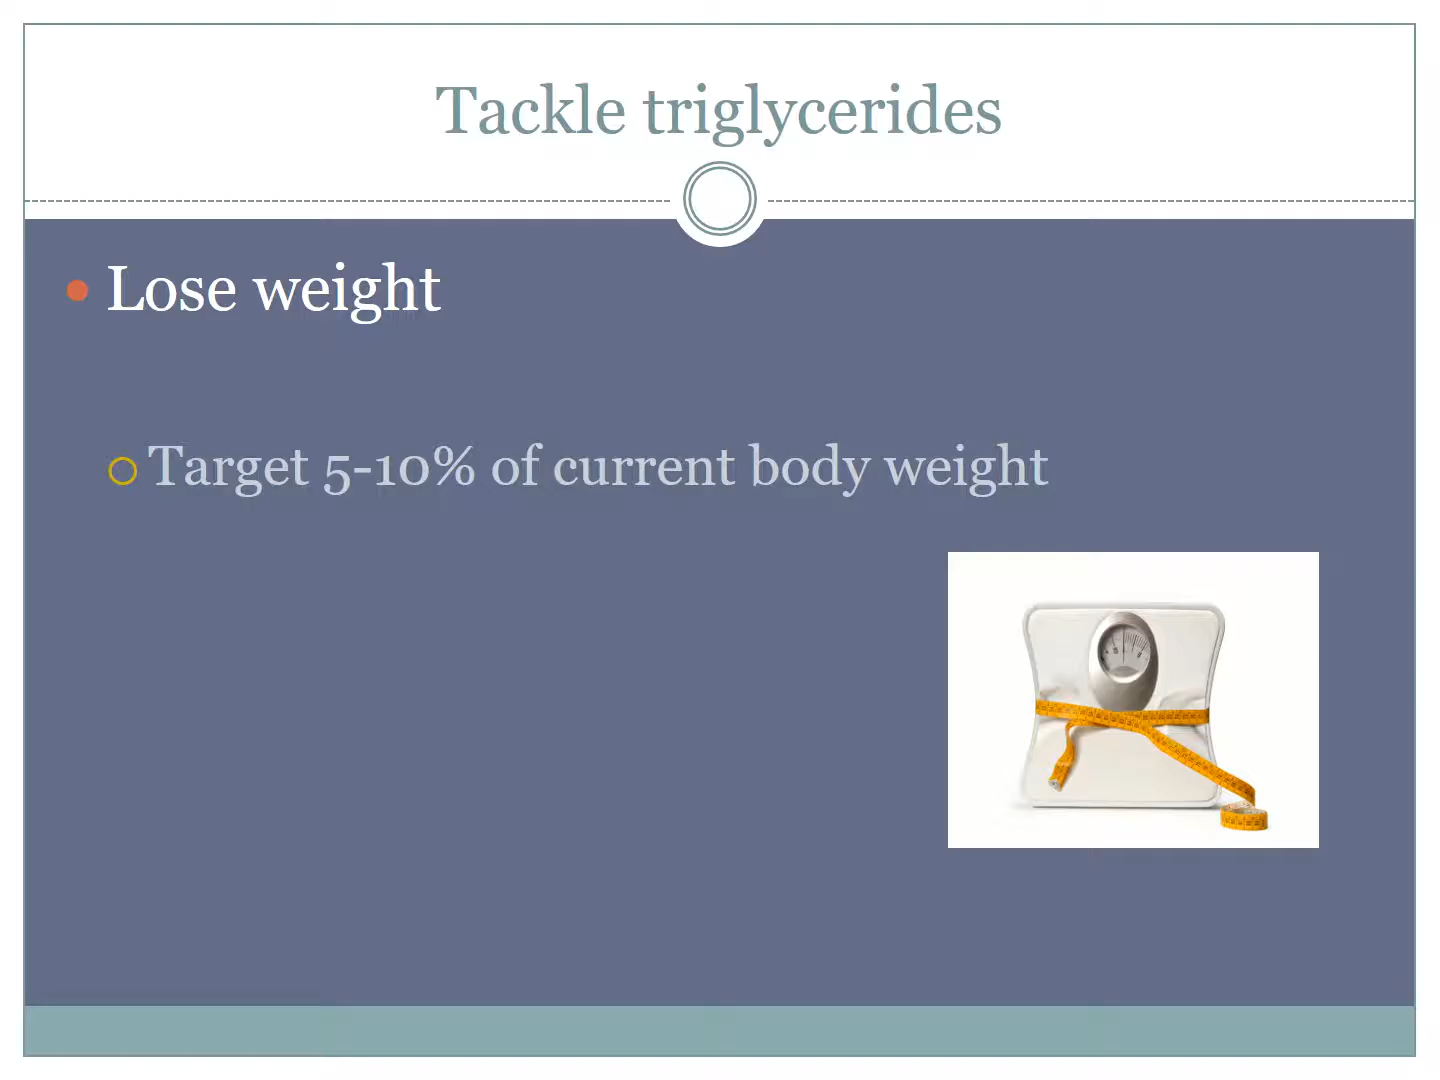 Tackle triglycerides
Lose weight
Target 5-10% of current body weight